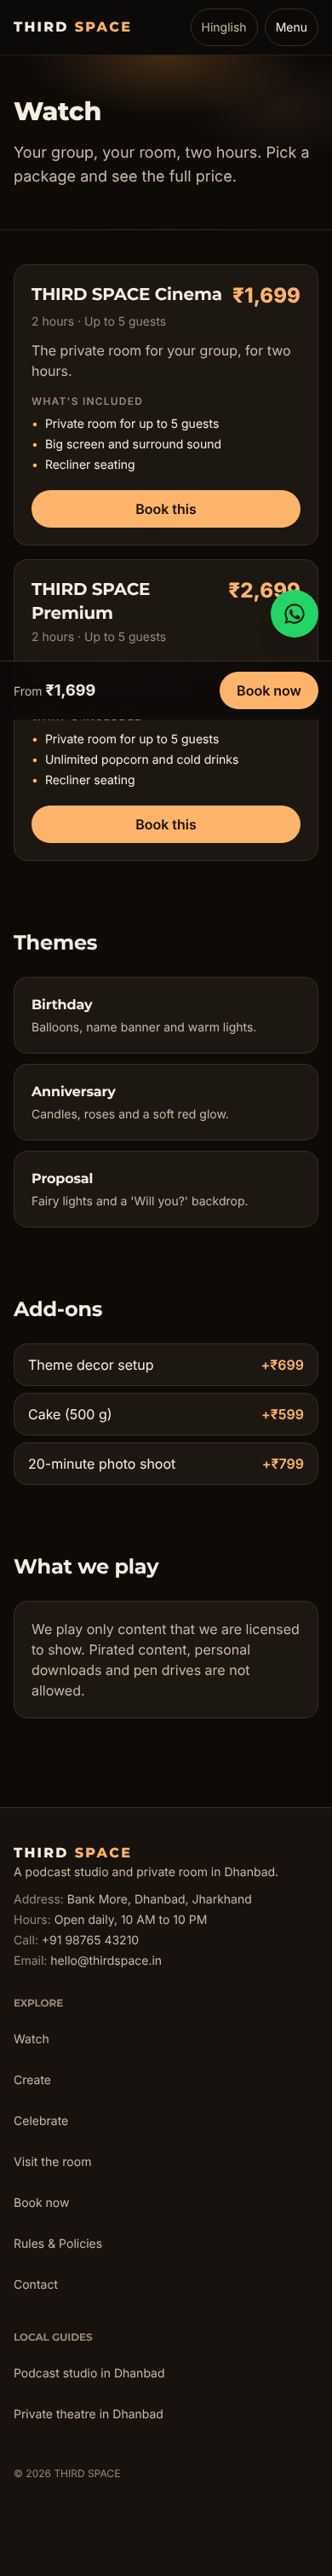 THIRD SPACE
Hinglish
Menu
Watch
Your group, your room, two hours. Pick a
package and see the full price.
THIRD SPACE Cinema ₹1,699
2 hours · Up to 5 guests
The private room for your group, for two
hours.
WHAT'S INCLUDED
• Private room for up to 5 guests
• Big screen and surround sound
• Recliner seating
Book this
THIRD SPACE ₹2,699
Premium
2 hours · Up to 5 guests
From ₹1,699
Book now
• Private room for up to 5 guests
• Unlimited popcorn and cold drinks
• Recliner seating
Book this
Themes
Birthday
Balloons, name banner and warm lights.
Anniversary
Candles, roses and a soft red glow.
Proposal
Fairy lights and a 'Will you?' backdrop.
Add-ons
Theme decor setup +₹699
Cake (500 g) +₹599
20-minute photo shoot +₹799
What we play
We play only content that we are licensed
to show. Pirated content, personal
downloads and pen drives are not
allowed.
THIRD SPACE
A podcast studio and private room in Dhanbad.
Address: Bank More, Dhanbad, Jharkhand
Hours: Open daily, 10 AM to 10 PM
Call: +91 98765 43210
Email: hello@thirdspace.in
EXPLORE
Watch
Create
Celebrate
Visit the room
Book now
Rules & Policies
Contact
LOCAL GUIDES
Podcast studio in Dhanbad
Private theatre in Dhanbad
© 2026 THIRD SPACE